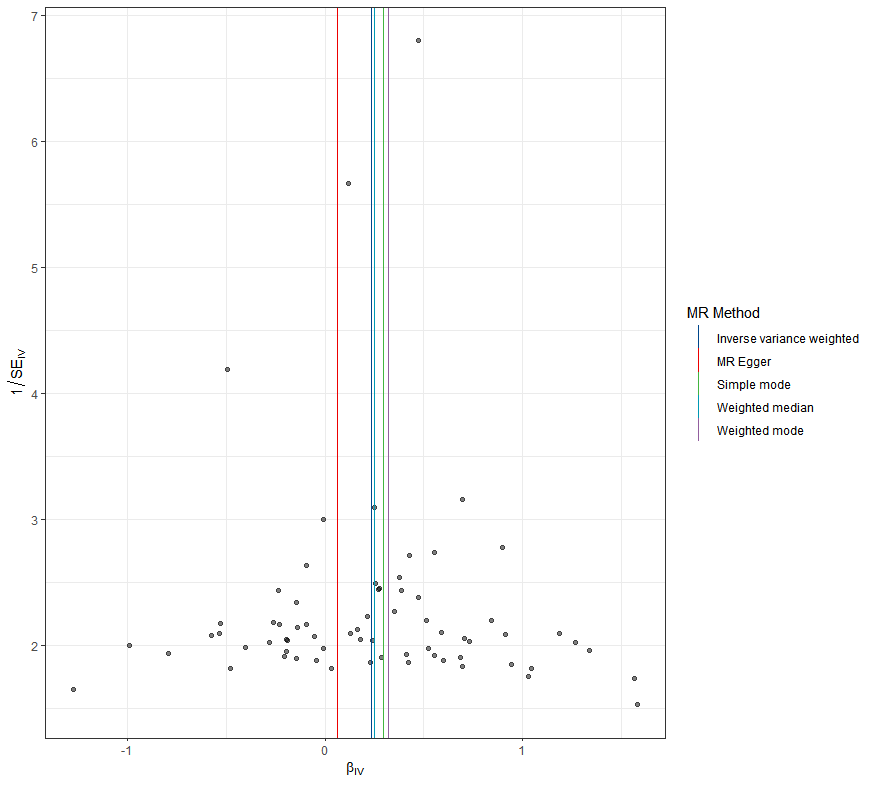 7
6
5
4
3
2
1/SE_IV
-1
0
1
β_IV
MR Method
Inverse variance weighted
MR Egger
Simple mode
Weighted median
Weighted mode